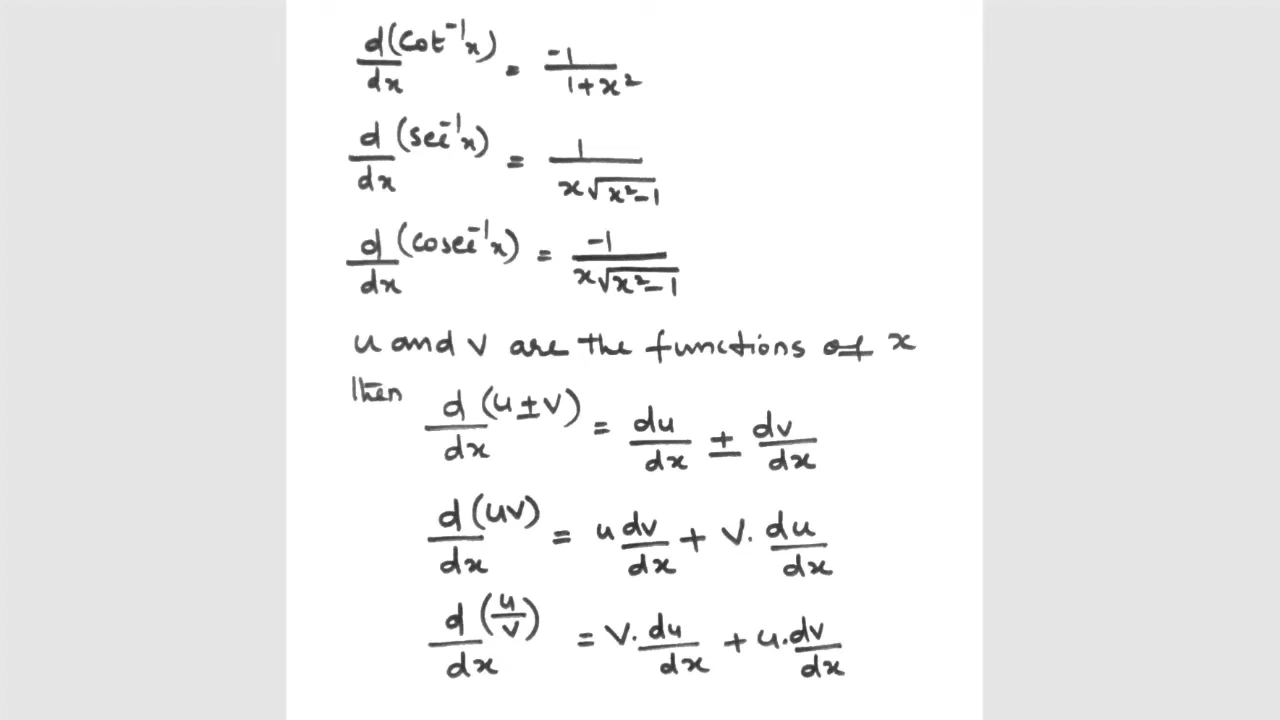 d/dx (Cot⁻¹x) = -1/(1+x²)
d/dx (sec⁻¹x) = 1/(x√(x²-1))
d/dx (cosec⁻¹x) = -1/(x√(x²-1))
u and v are the functions of x
then d/dx (u±v) = du/dx ± dv/dx
d/dx (uv) = u dv/dx + v. du/dx
d/dx (u/v) = v. du/dx + u. dv/dx